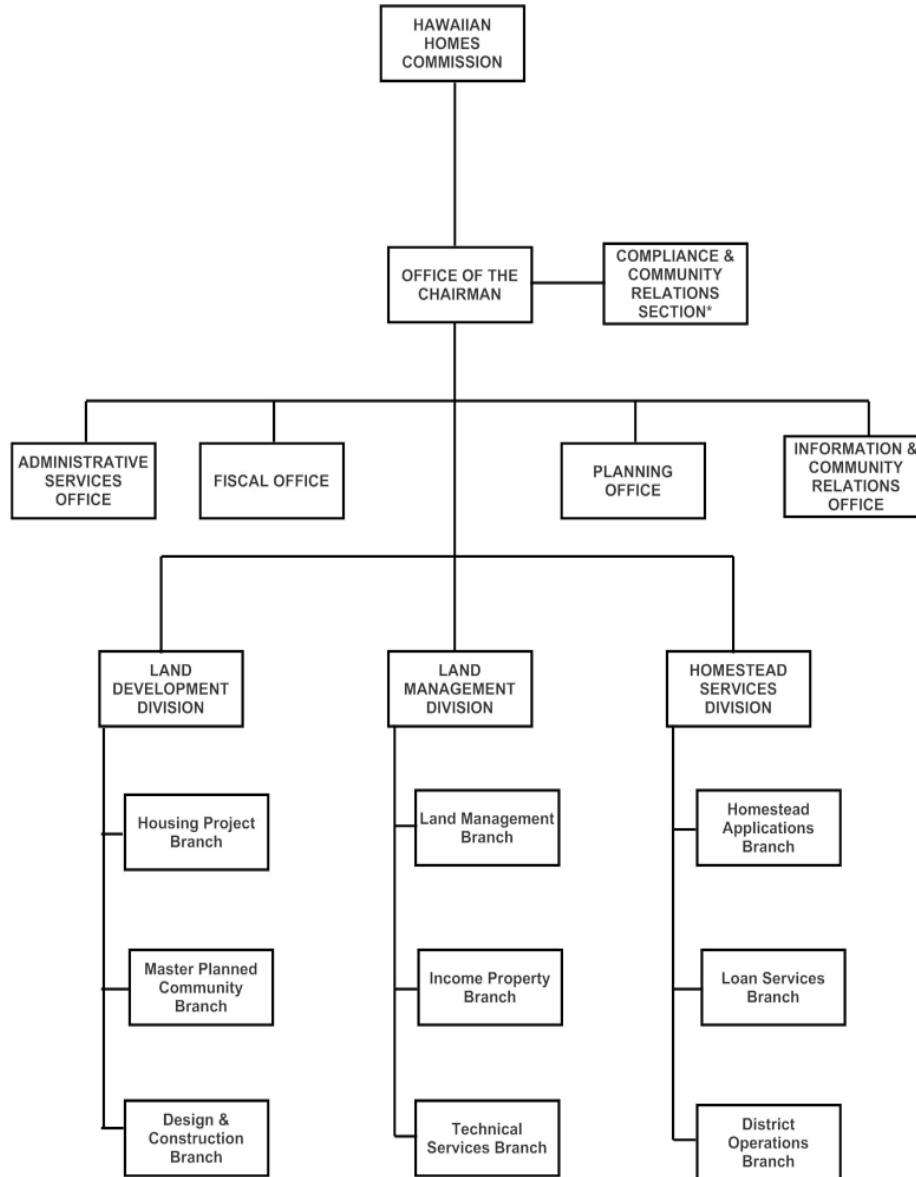 HAWAIIAN
HOMES
COMMISSION
OFFICE OF THE
CHAIRMAN
COMPLIANCE &
COMMUNITY
RELATIONS
SECTION*
ADMINISTRATIVE
SERVICES
OFFICE
FISCAL OFFICE
PLANNING
OFFICE
INFORMATION &
COMMUNITY
RELATIONS
OFFICE
LAND
DEVELOPMENT
DIVISION
LAND
MANAGEMENT
DIVISION
HOMESTEAD
SERVICES
DIVISION
Housing Project
Branch
Land Management
Branch
Homestead
Applications
Branch
Master Planned
Community
Branch
Income Property
Branch
Loan Services
Branch
Design &
Construction
Branch
Technical
Services Branch
District
Operations
Branch